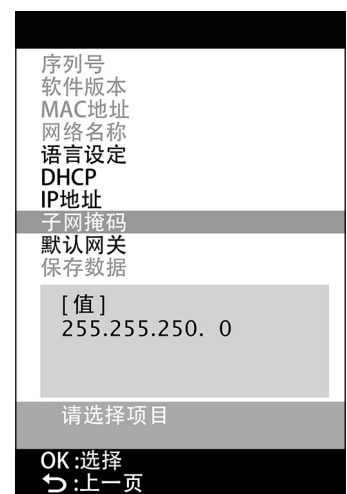 序列号
软件版本
MAC地址
网络名称
语言设定
DHCP
IP地址
子网掩码
默认网关
保存数据
[值]
255.255.250. 0
请选择项目
OK :选择
⮌ :上一页